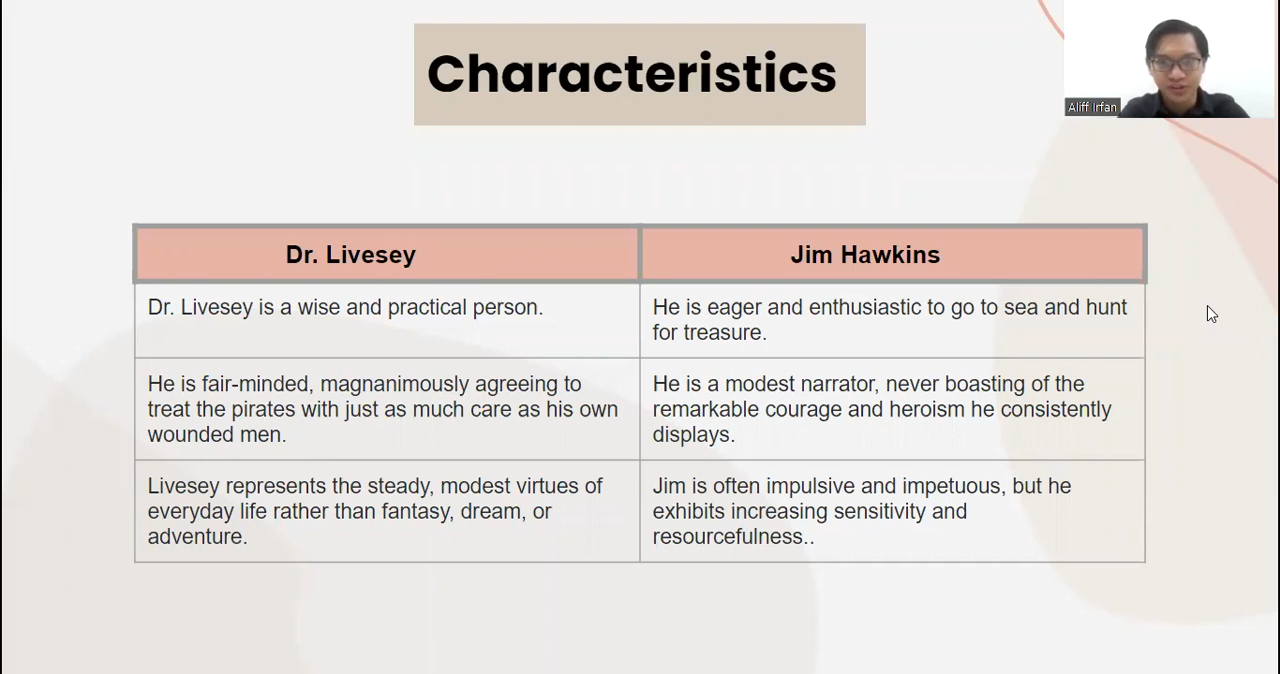 Characteristics
Aliff Irfan
Dr. Livesey
Jim Hawkins
Dr. Livesey is a wise and practical person.
He is eager and enthusiastic to go to sea and hunt
for treasure.
He is fair-minded, magnanimously agreeing to
treat the pirates with just as much care as his own
wounded men.
He is a modest narrator, never boasting of the
remarkable courage and heroism he consistently
displays.
Livesey represents the steady, modest virtues of
everyday life rather than fantasy, dream, or
adventure.
Jim is often impulsive and impetuous, but he
exhibits increasing sensitivity and
resourcefulness..